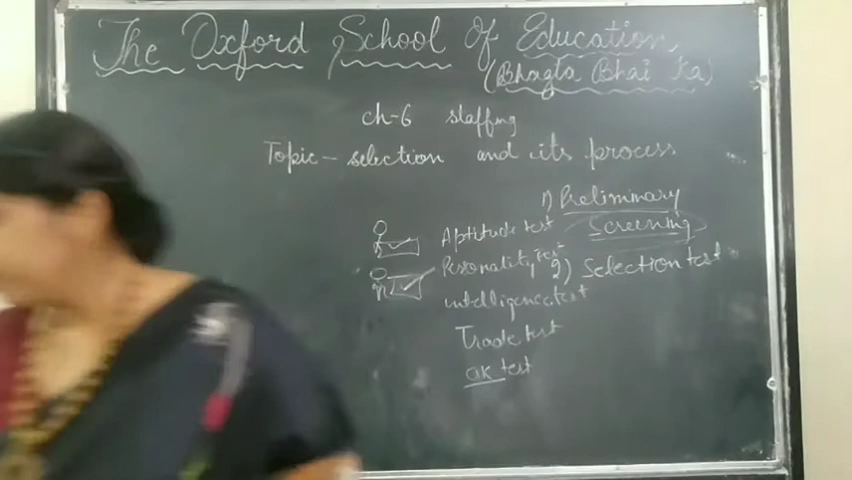 The Oxford School Of Education
(Bhagta Bhai Ka)
ch-6 staffing
Topic - selection and its process
1) Preliminary
Screening
Aptitude test
Personality test
2) Selection test
intelligence test
Trade test
GK test